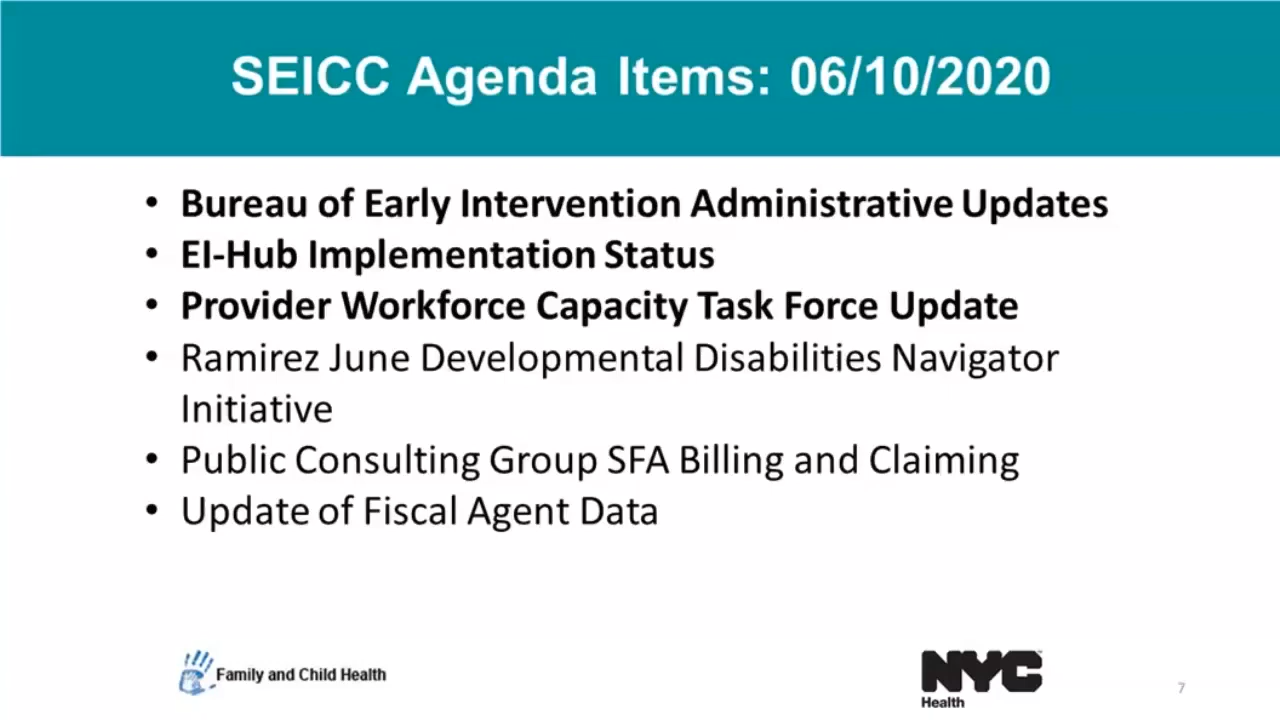 SEICC Agenda Items: 06/10/2020
• Bureau of Early Intervention Administrative Updates
• EI-Hub Implementation Status
• Provider Workforce Capacity Task Force Update
• Ramirez June Developmental Disabilities Navigator
Initiative
• Public Consulting Group SFA Billing and Claiming
• Update of Fiscal Agent Data
Family and Child Health
NYC
Health
7